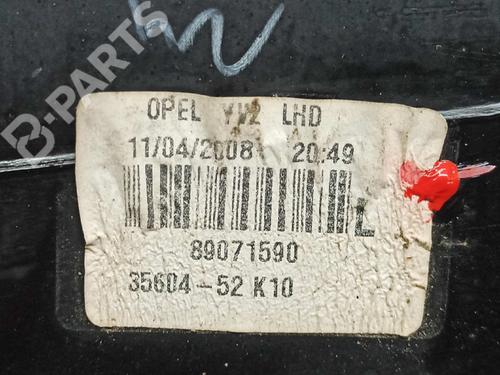 B-PARTS
OPEL LHD
11/04/2008 20:49
L
89071590
35604-52 K10